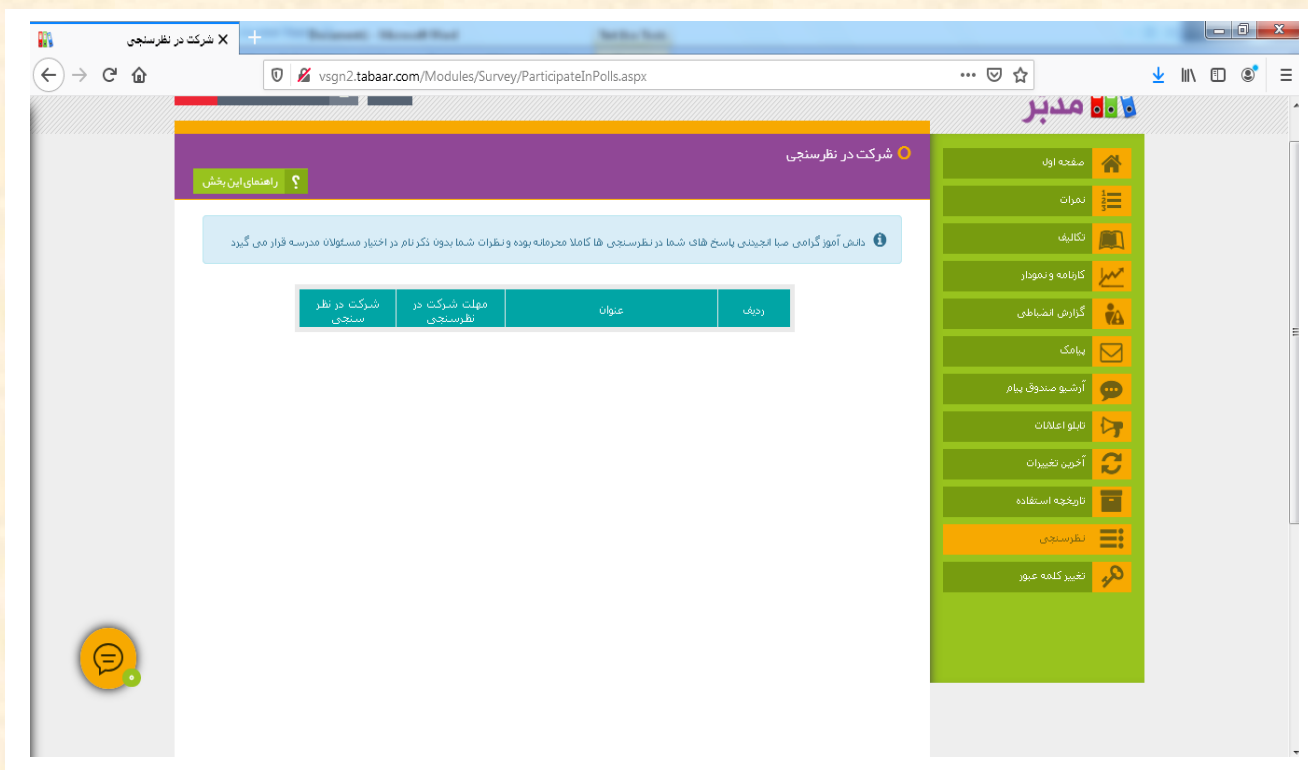 شرکت در نظرسنجی
vsgn2.tabaar.com/Modules/Survey/ParticipateInPolls.aspx
مدبّر
شرکت در نظرسنجی
؟ راهنمای این بخش
دانش آموز گرامی صبا انجیدنی پاسخ های شما در نظرسنجی ها کاملا محرمانه بوده و نظرات شما بدون ذکر نام در اختیار مسئولان مدرسه قرار می گیرد
ردیف عنوان مهلت شرکت در نظرسنجی شرکت در نظر سنجی
صفحه اول
نمرات
تکالیف
کارنامه و نمودار
گزارش انضباطی
پیامک
آرشیو صندوق پیام
تابلو اعلانات
آخرین تغییرات
تاریخچه استفاده
نظرسنجی
تغییر کلمه عبور